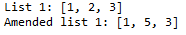 List 1: [1, 2, 3]
Amended list 1: [1, 5, 3]